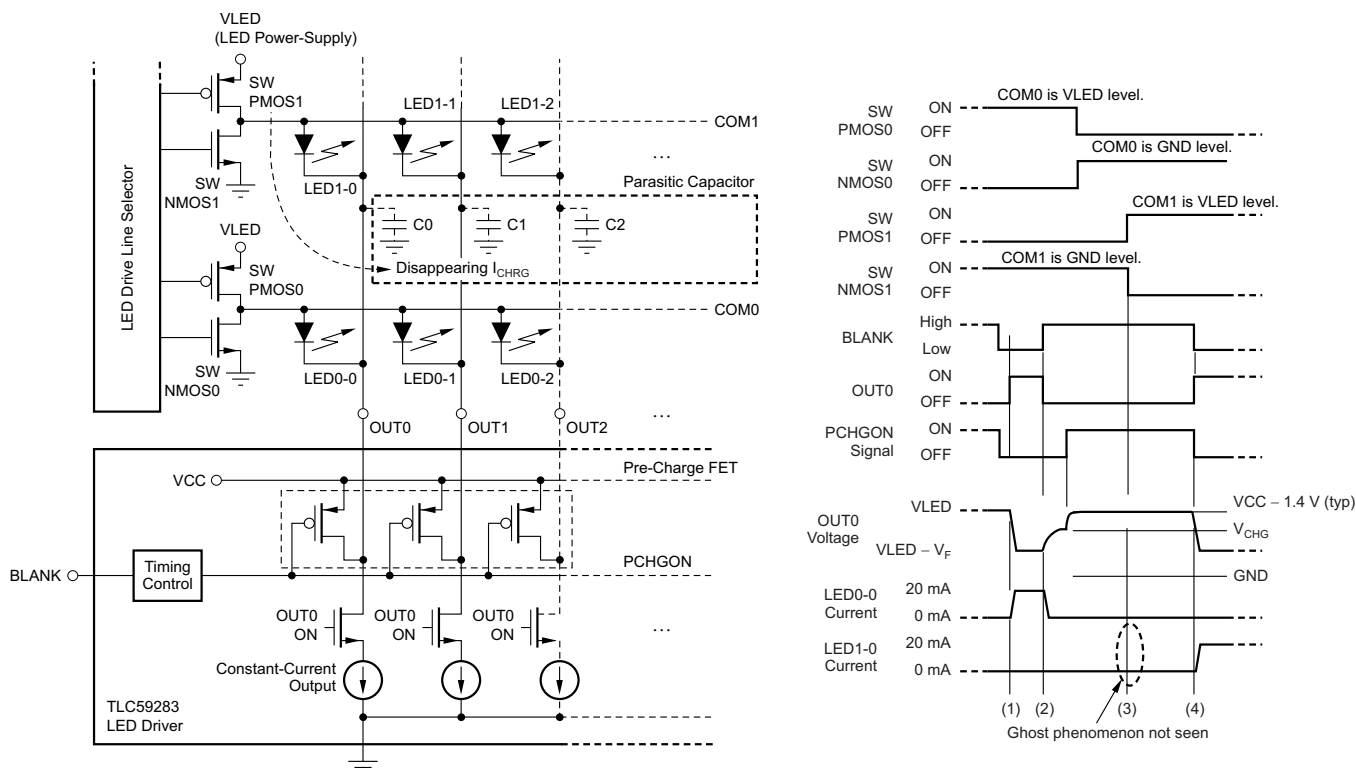 VLED
(LED Power-Supply)
SW
PMOS1
LED1-1
LED1-2
COM1
...
SW
NMOS1
LED1-0
Parasitic Capacitor
VLED
C0
C1
C2
LED Drive Line Selector
SW
PMOS0
Disappearing I_CHRG
COM0
...
SW
NMOS0
LED0-0
LED0-1
LED0-2
OUT0
OUT1
OUT2
...
VCC
Pre-Charge FET
BLANK
Timing
Control
PCHGON
OUT0
ON
OUT0
ON
OUT0
ON
...
Constant-Current
Output
TLC59283
LED Driver
SW
PMOS0
ON
OFF
COM0 is VLED level.
SW
NMOS0
ON
OFF
COM0 is GND level.
SW
PMOS1
ON
OFF
COM1 is VLED level.
SW
NMOS1
ON
OFF
COM1 is GND level.
BLANK
High
Low
OUT0
ON
OFF
PCHGON
Signal
ON
OFF
OUT0
Voltage
VLED
VLED – V_F
VCC – 1.4 V (typ)
V_CHG
GND
LED0-0
Current
20 mA
0 mA
LED1-0
Current
20 mA
0 mA
(1)
(2)
(3)
(4)
Ghost phenomenon not seen